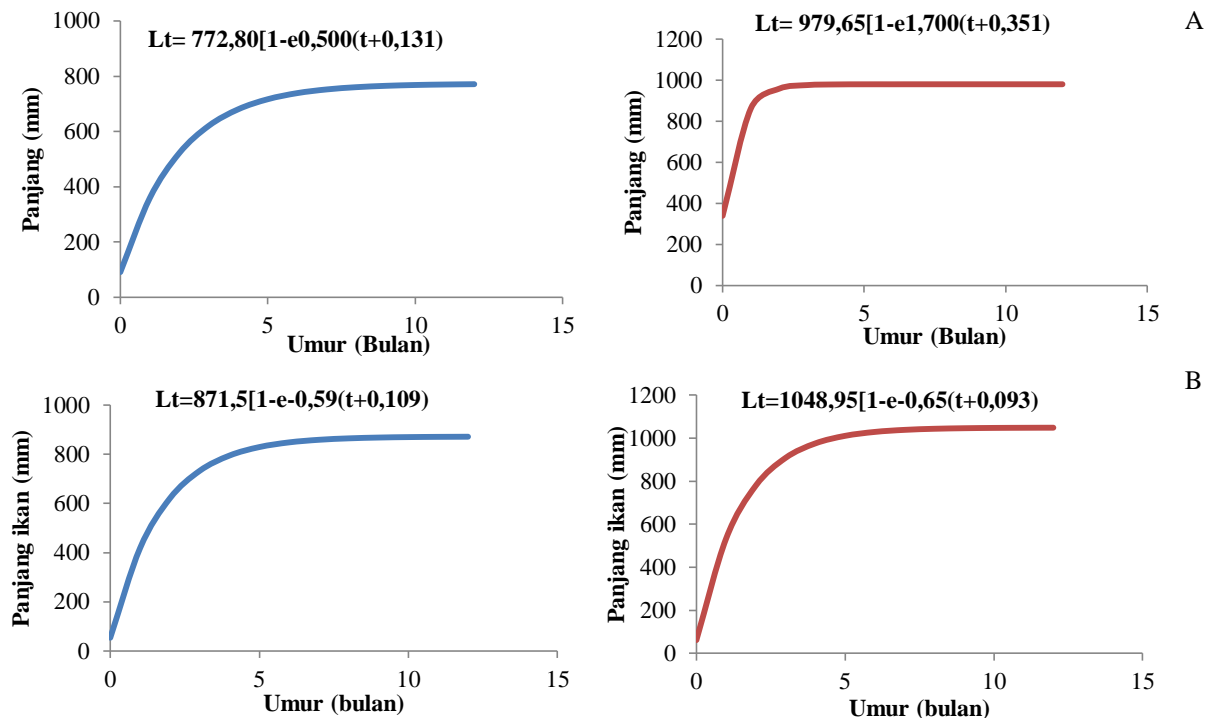 A
Lt= 772,80[1-e0,500(t+0,131)
Panjang (mm)
1000
800
600
400
200
0
0 5 10 15
Umur (Bulan)
Lt= 979,65[1-e1,700(t+0,351)
Panjang (mm)
1200
1000
800
600
400
200
0
0 5 10 15
Umur (Bulan)
B
Lt=871,5[1-e-0,59(t+0,109)
Panjang ikan (mm)
1000
800
600
400
200
0
0 5 10 15
Umur (bulan)
Lt=1048,95[1-e-0,65(t+0,093)
Panjang ikan (mm)
1200
1000
800
600
400
200
0
0 5 10 15
Umur (bulan)